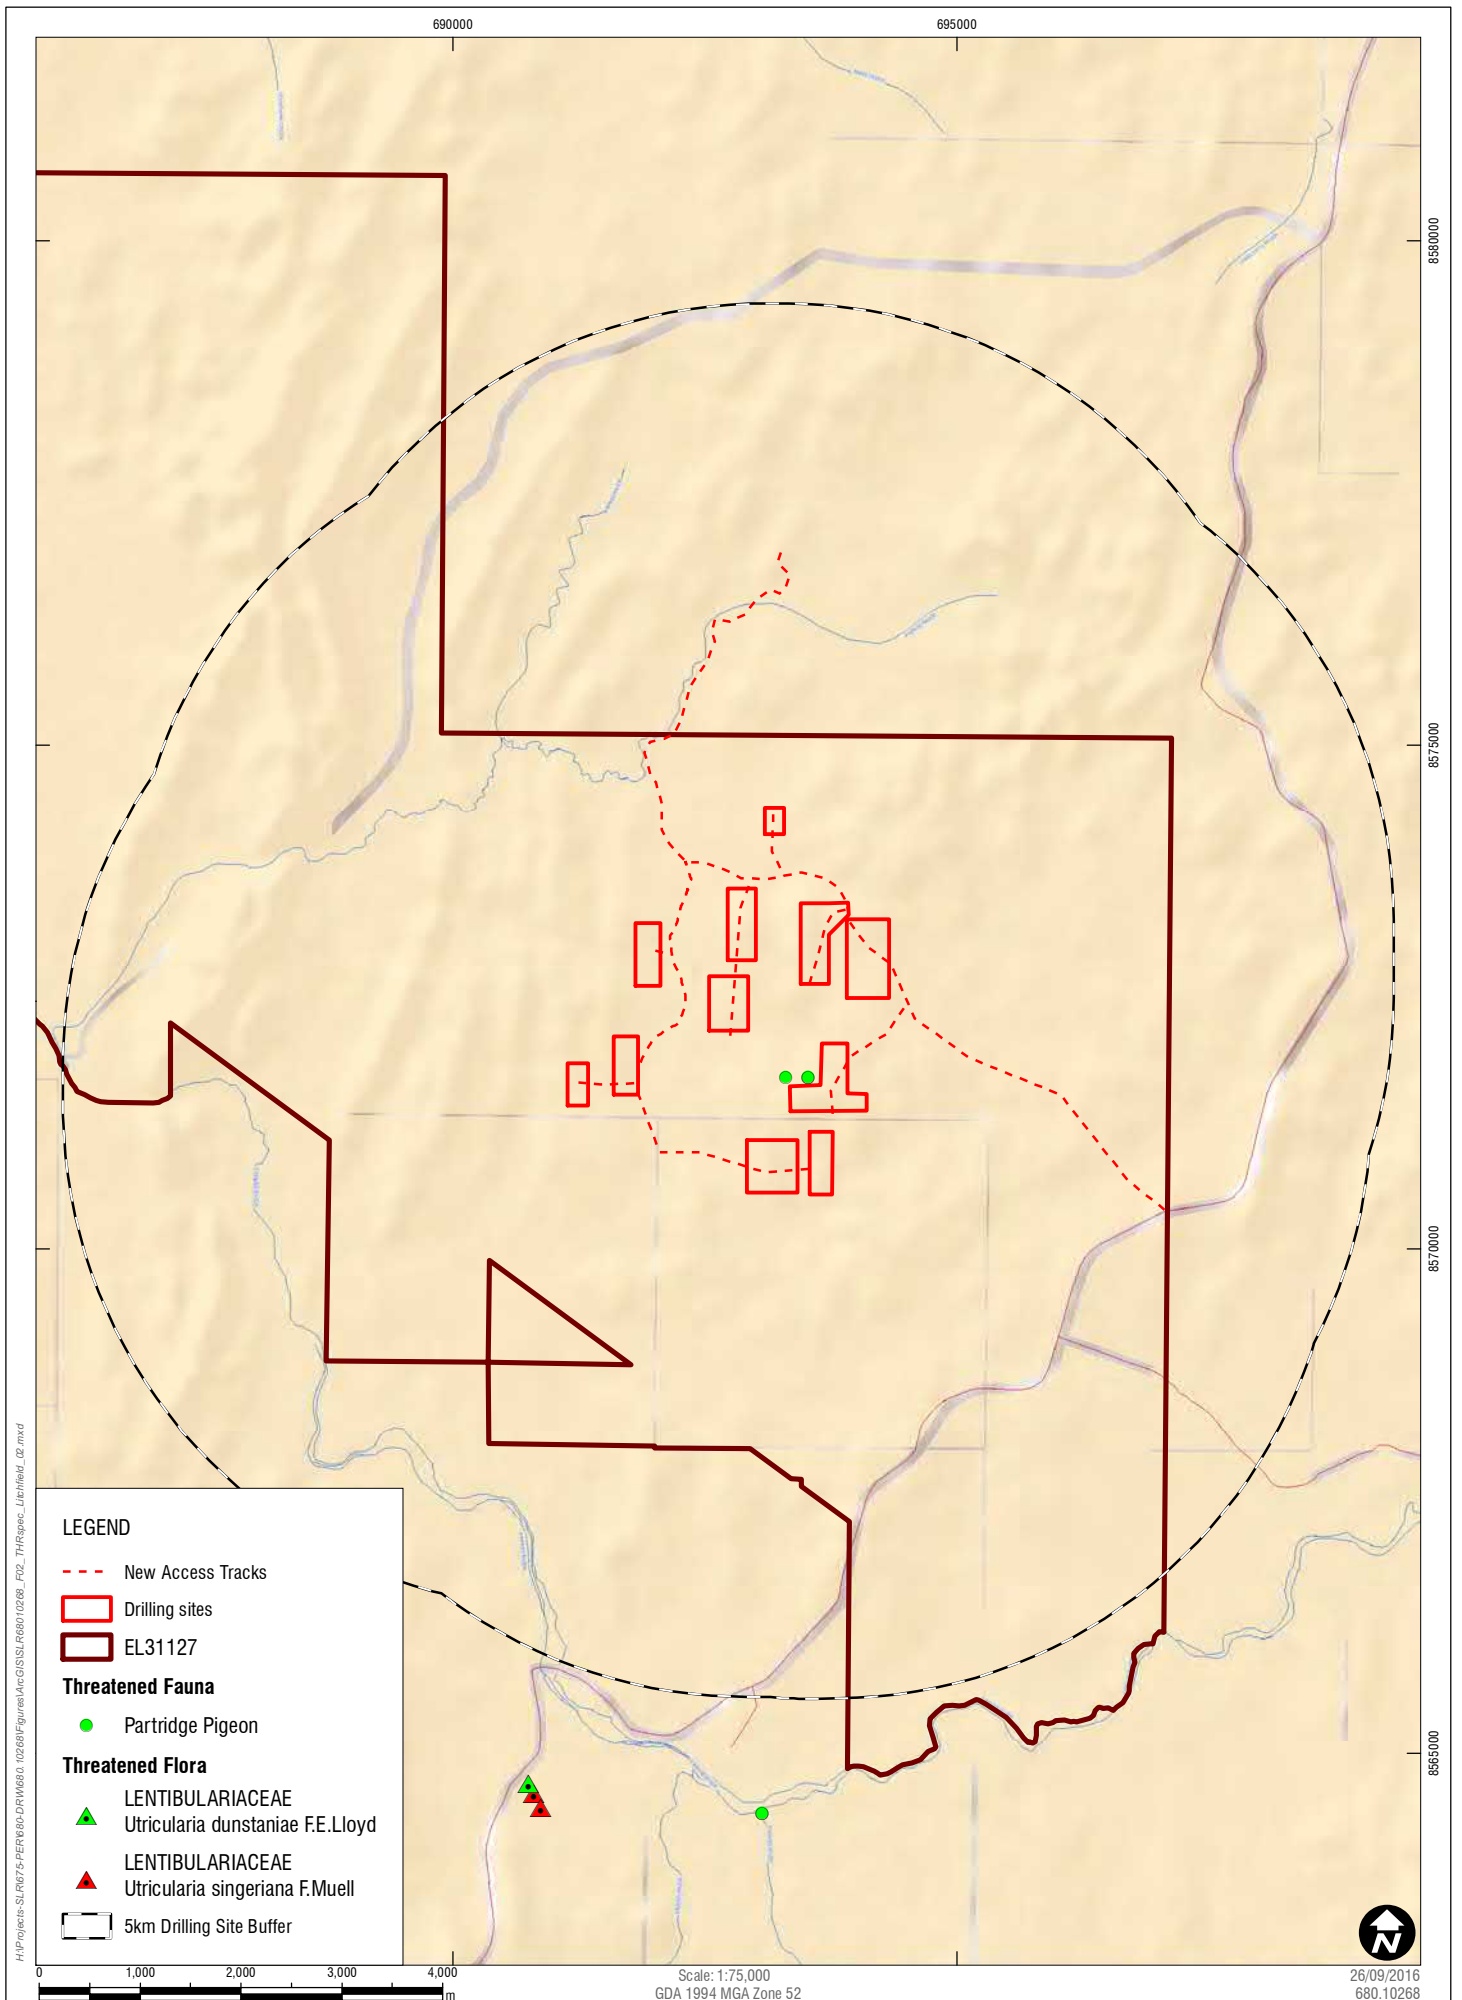 690000
695000
8580000
8575000
8570000
8565000
LEGEND
New Access Tracks
Drilling sites
EL31127
Threatened Fauna
Partridge Pigeon
Threatened Flora
LENTIBULARIACEAE
Utricularia dunstaniae F.E.Lloyd
LENTIBULARIACEAE
Utricularia singeriana F.Muell
5km Drilling Site Buffer
0 1,000 2,000 3,000 4,000
m
Scale: 1:75,000
GDA 1994 MGA Zone 52
N
26/09/2016
680.10268